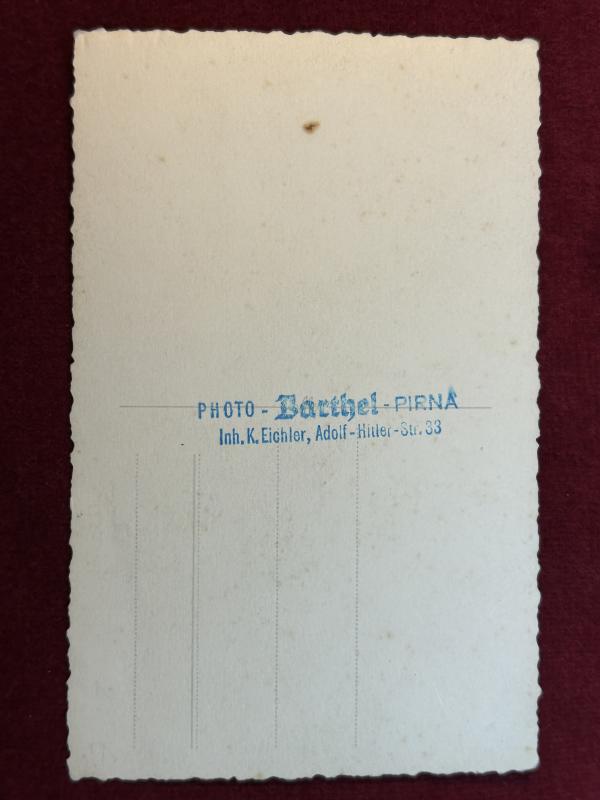 PHOTO - Barthel - PIRNA
Inh. K. Eichler, Adolf-Hitler-Str. 33